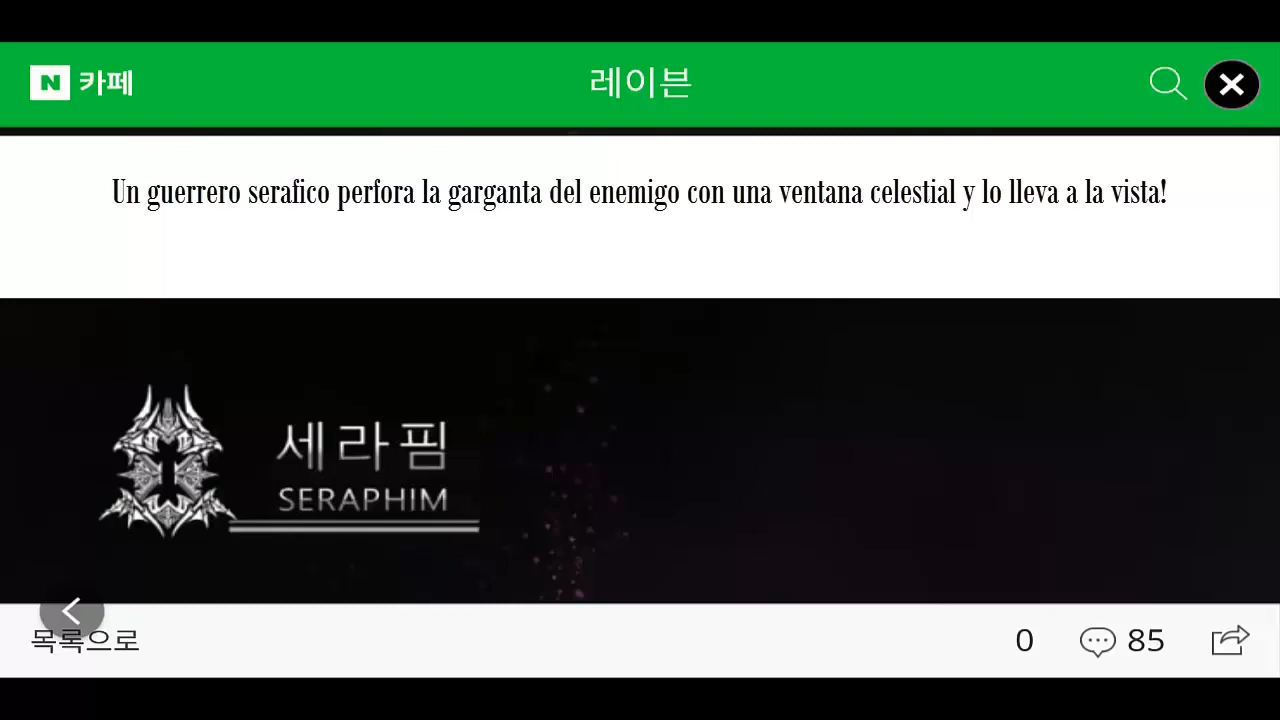 N 카페
레이븐
Un guerrero serafico perfora la garganta del enemigo con una ventana celestial y lo lleva a la vista!
세라핌
SERAPHIM
목록으로
0
85